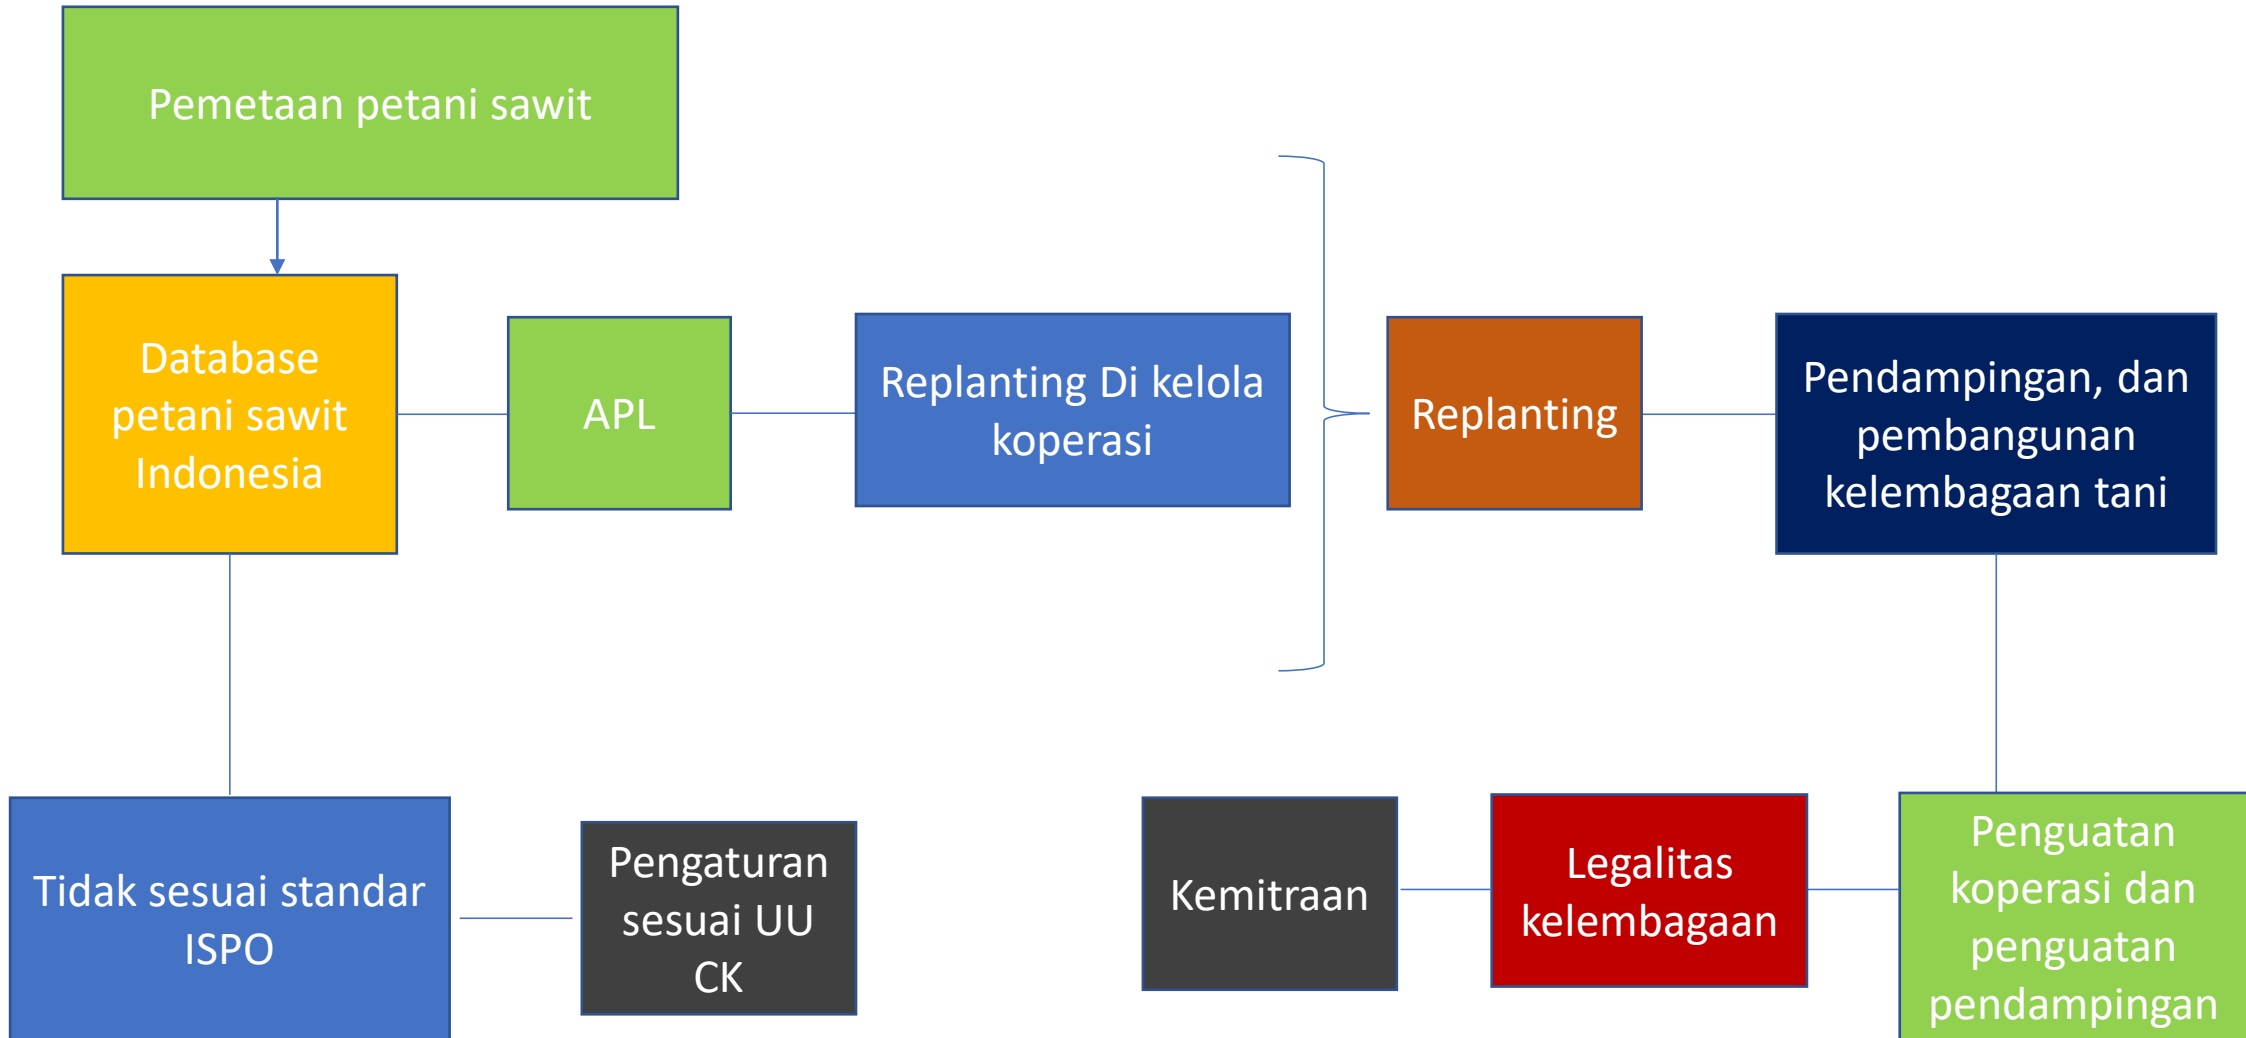 Pemetaan petani sawit
Database
petani sawit
Indonesia
APL
Replanting Di kelola
koperasi
Replanting
Pendampingan, dan
pembangunan
kelembagaan tani
Tidak sesuai standar
ISPO
Pengaturan
sesuai UU
CK
Kemitraan
Legalitas
kelembagaan
Penguatan
koperasi dan
penguatan
pendampingan